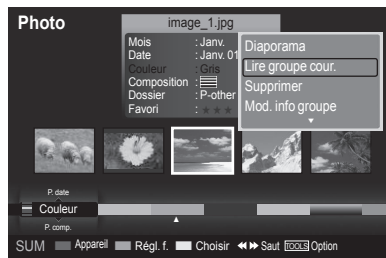 Photo
image_1.jpg
Mois : Janv.
Date : Janv. 01
Couleur : Gris
Composition :
Dossier : P-other
Favori : ★ ★ ★
Diaporama
Lire groupe cour.
Supprimer
Mod. info groupe
P. date
Couleur
P. comp.
SUM Appareil Régl. f. Choisir Saut TOOLS Option